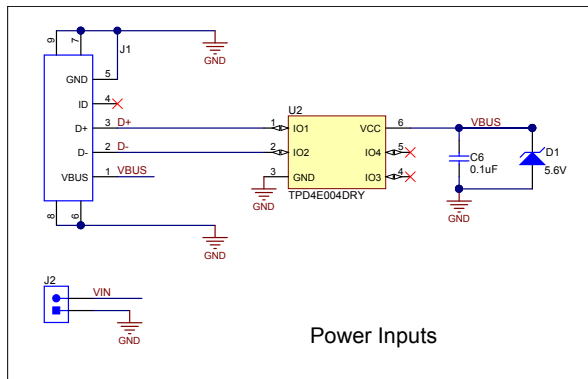 9
7
J1
GND 5
GND
ID 4
D+ 3 D+
D- 2 D-
VBUS 1 VBUS
8
6
GND
U2
1 IO1 VCC 6
2 IO2 IO4 5
3 GND IO3 4
GND
TPD4E004DRY
VBUS
C6
0.1uF
D1
5.6V
GND
J2
VIN
GND
Power Inputs